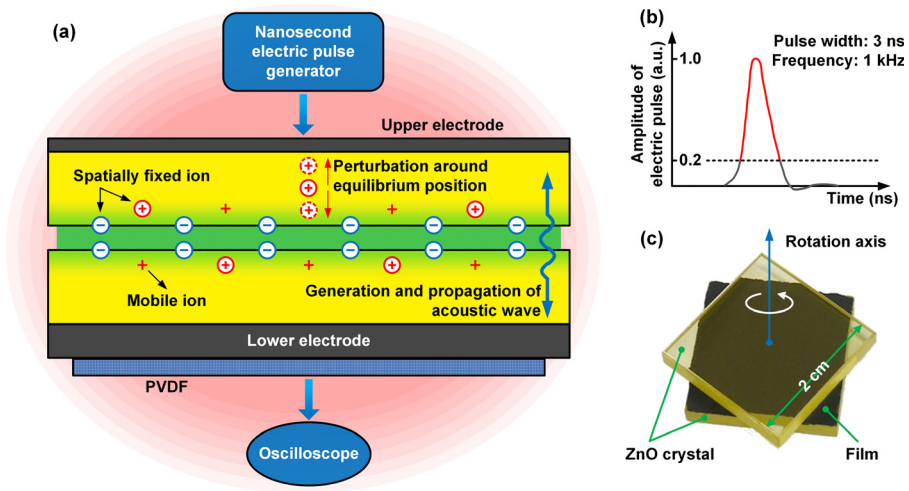 (a)
Nanosecond
electric pulse
generator
Upper electrode
Spatially fixed ion
Perturbation around
equilibrium position
Mobile ion
Generation and propagation of
acoustic wave
Lower electrode
PVDF
Oscilloscope
(b)
Pulse width: 3 ns
Frequency: 1 kHz
Amplitude of
electric pulse (a.u.)
1.0
0.2
Time (ns)
(c)
Rotation axis
2 cm
ZnO crystal
Film